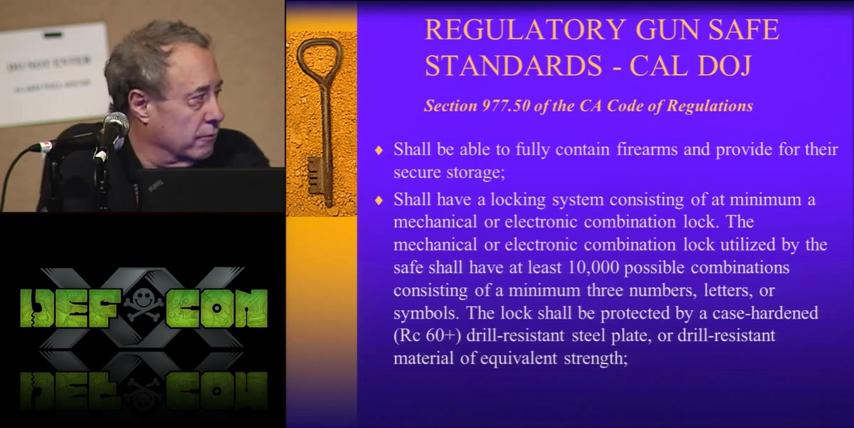 DO NOT ENTER
DEF CON
XX
REGULATORY GUN SAFE
STANDARDS - CAL DOJ
Section 977.50 of the CA Code of Regulations
♦ Shall be able to fully contain firearms and provide for their
secure storage;
♦ Shall have a locking system consisting of at minimum a
mechanical or electronic combination lock. The
mechanical or electronic combination lock utilized by the
safe shall have at least 10,000 possible combinations
consisting of a minimum three numbers, letters, or
symbols. The lock shall be protected by a case-hardened
(Rc 60+) drill-resistant steel plate, or drill-resistant
material of equivalent strength;